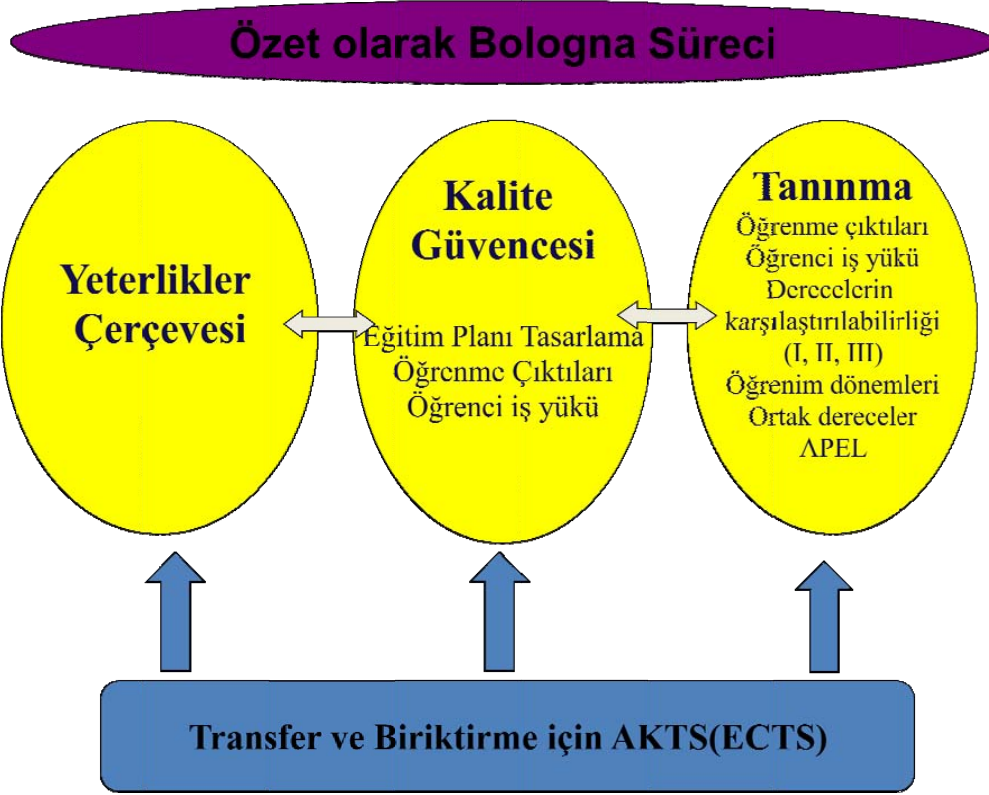 Özet olarak Bologna Süreci
Yeterlikler
Çerçevesi
Kalite
Güvencesi
Eğitim Planı Tasarlama
Öğrenme Çıktıları
Öğrenci iş yükü
Tanınma
Öğrenme çıktıları
Öğrenci iş yükü
Derecelerin
karşılaştırılabilirliği
(I, II, III)
Öğrenim dönemleri
Ortak dereceler
APEL
Transfer ve Biriktirme için AKTS(ECTS)